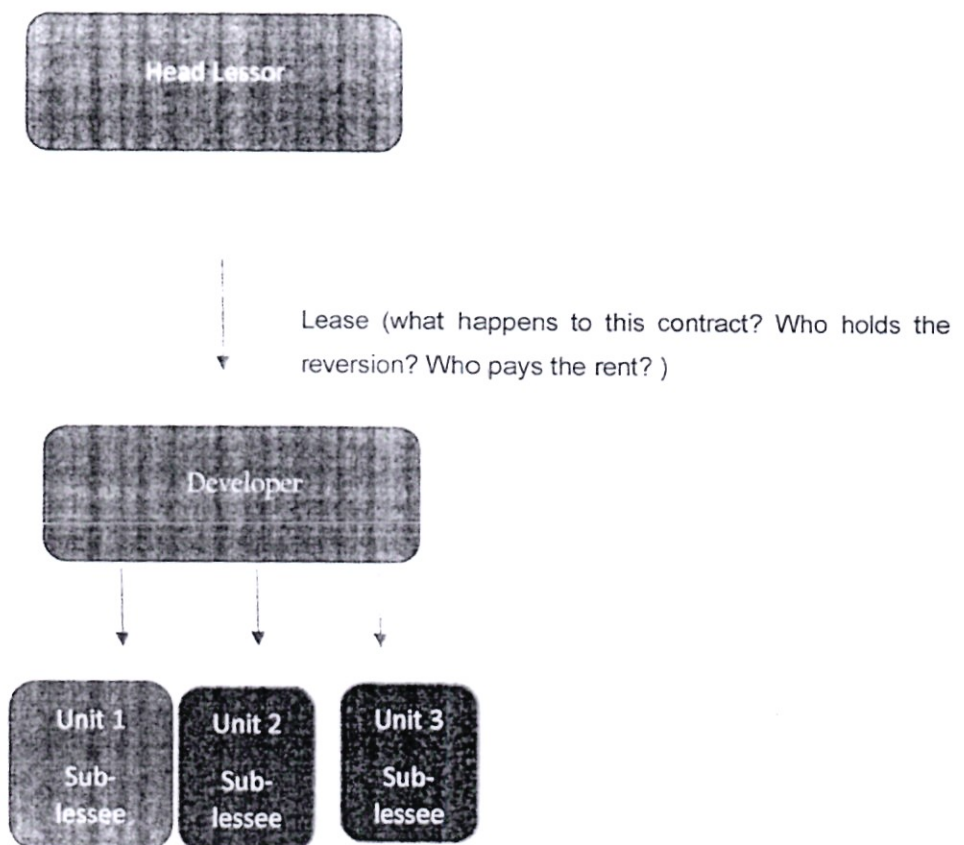 Head Lessor
Lease (what happens to this contract? Who holds the
reversion? Who pays the rent? )
Developer
Unit 1
Sub-
lessee
Unit 2
Sub-
lessee
Unit 3
Sub-
lessee